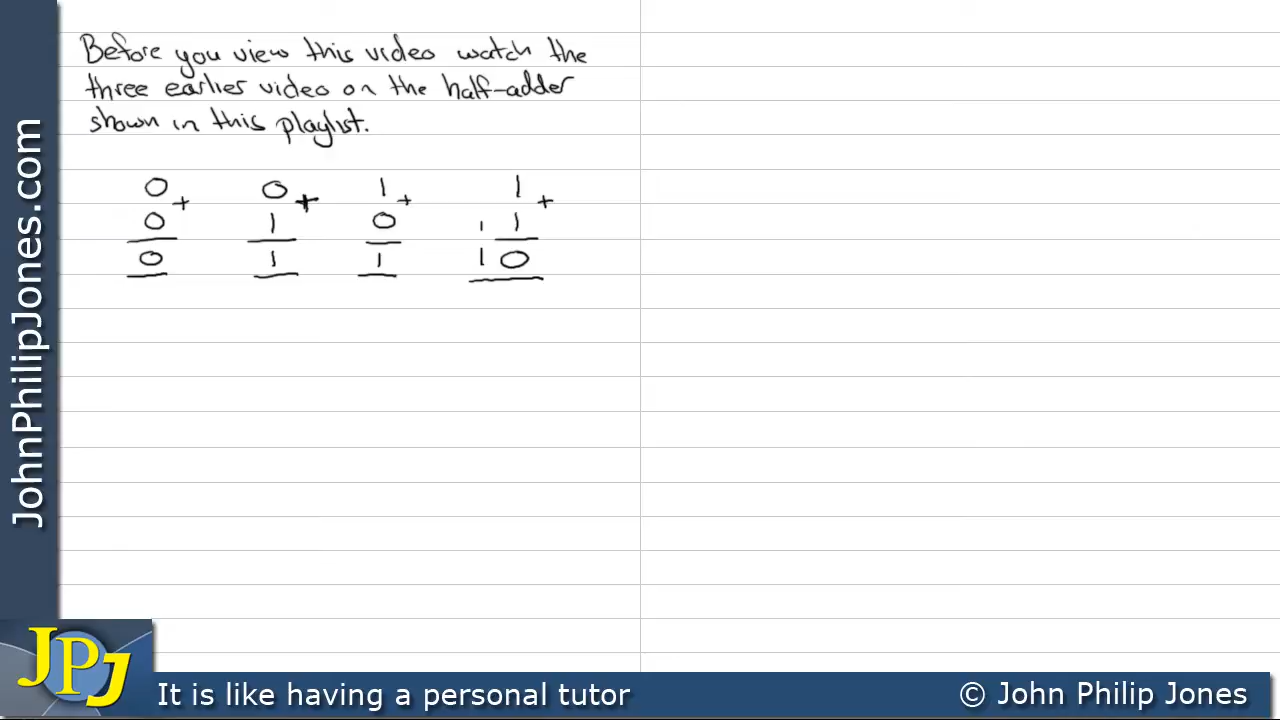 Before you view this video watch the
three earlier video on the half-adder
shown in this playlist.
0 0 1 1
+ + + +
0 1 0 1 1
0 1 1 1 0
JohnPhilipJones.com
JPJ
It is like having a personal tutor
© John Philip Jones